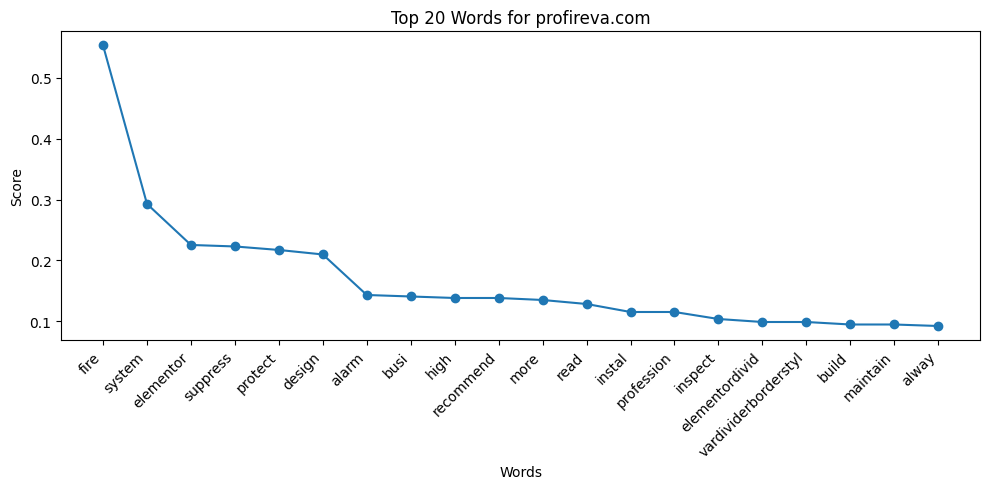 Top 20 Words for profireva.com
Score
0.5
0.4
0.3
0.2
0.1
fire
system
elementor
suppress
protect
design
alarm
busi
high
recommend
more
read
instal
profession
inspect
elementordivid
vardividerborderstyl
build
maintain
alway
Words